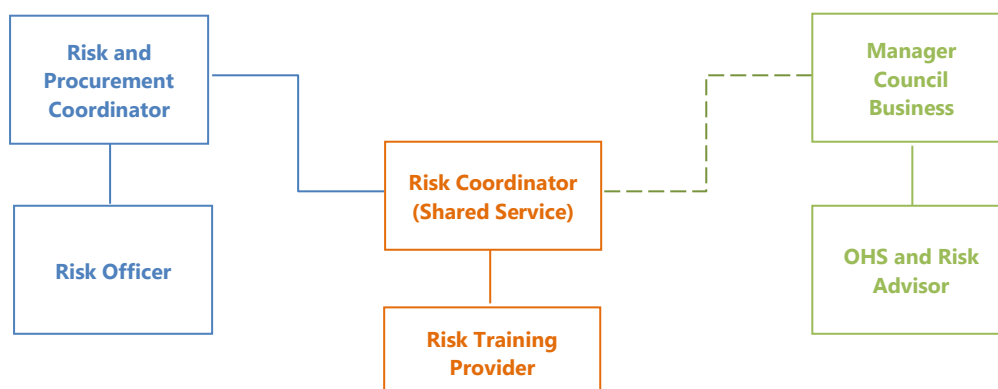 Risk and
Procurement
Coordinator
Manager
Council
Business
Risk Coordinator
(Shared Service)
Risk Officer
OHS and Risk
Advisor
Risk Training
Provider